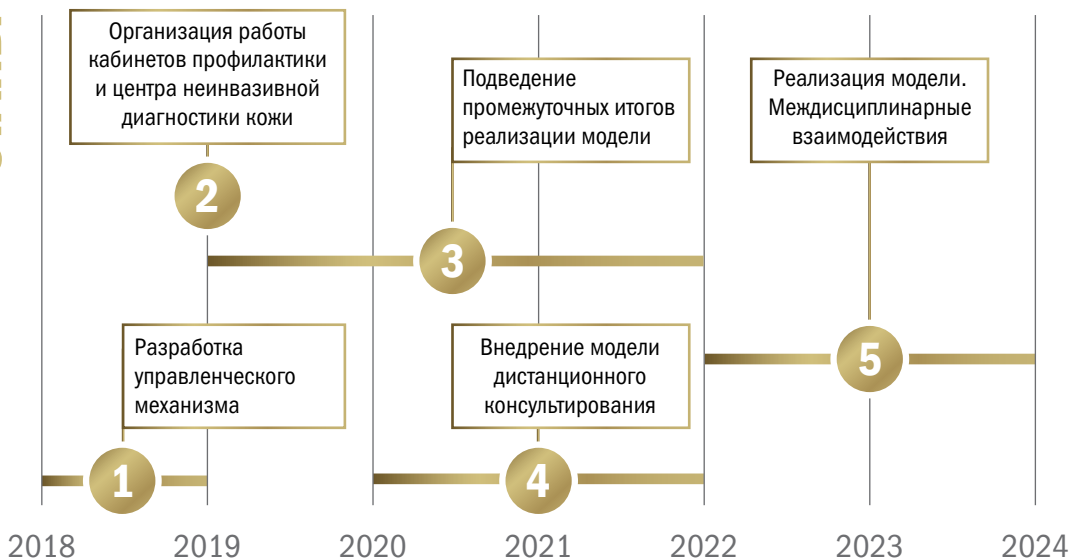 Организация работы
кабинетов профилактики
и центра неинвазивной
диагностики кожи
Подведение
промежуточных итогов
реализации модели
Реализация модели.
Междисциплинарные
взаимодействия
2
3
Разработка
управленческого
механизма
Внедрение модели
дистанционного
консультирования
5
1
4
2018 2019 2020 2021 2022 2023 2024